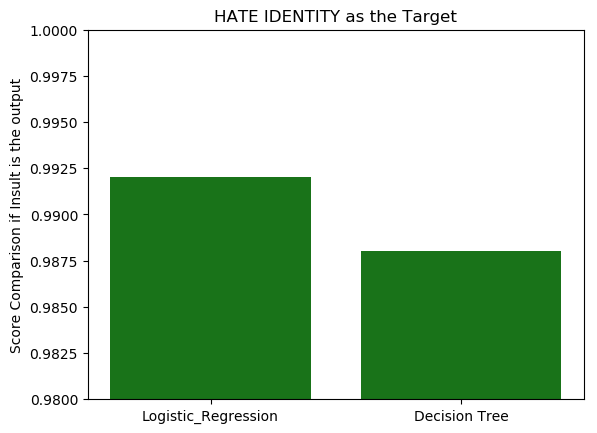 HATE IDENTITY as the Target
Score Comparison if Insult is the output
1.0000
0.9975
0.9950
0.9925
0.9900
0.9875
0.9850
0.9825
0.9800
Logistic_Regression
Decision Tree